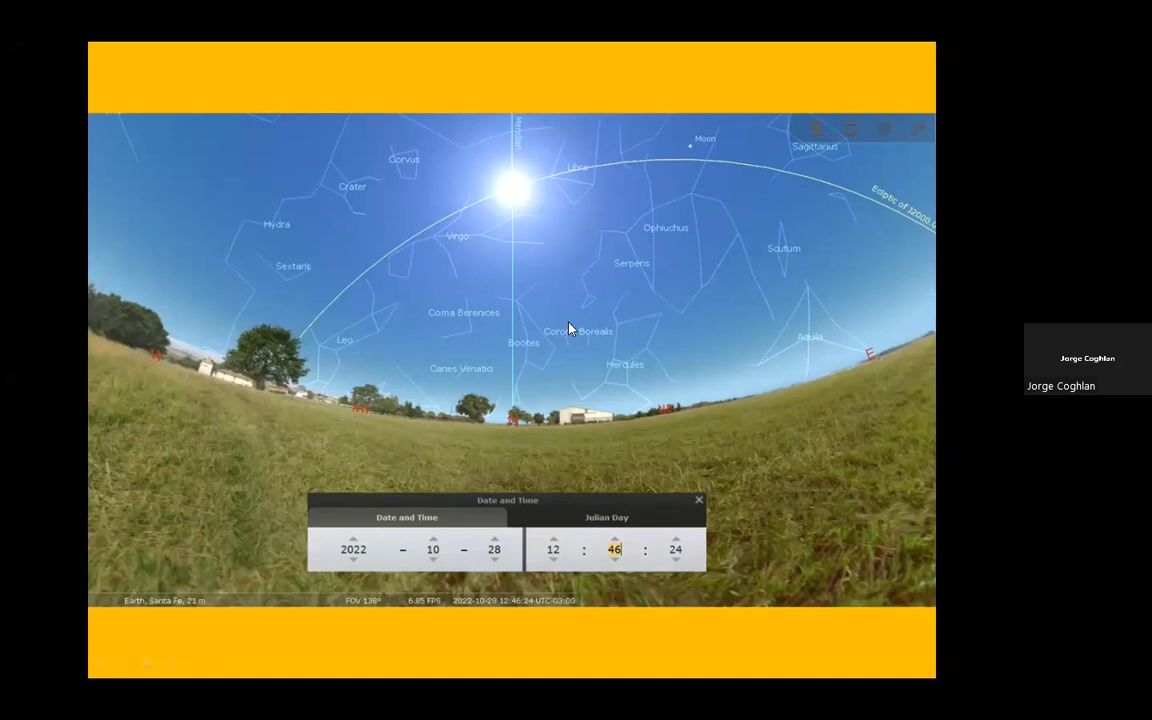 Meridian
Moon
Corvus
Libra
Sagittarius
Crater
Ecliptic of J2000.0
Hydra
Ophiuchus
Virgo
Scutum
Sextans
Serpens
Coma Berenices
Corona Borealis
Leo
Bootes
Aquila
E
Canes Venatici
Hercules
Jorge Coghlan
Jorge Coghlan
Date and Time
Date and Time
Julian Day
2022 - 10 - 28
12 : 46 : 24
Earth, Santa Fe, 21 m
FOV 138°
6.85 FPS
2022-10-28 12:46:24 UTC-03:00